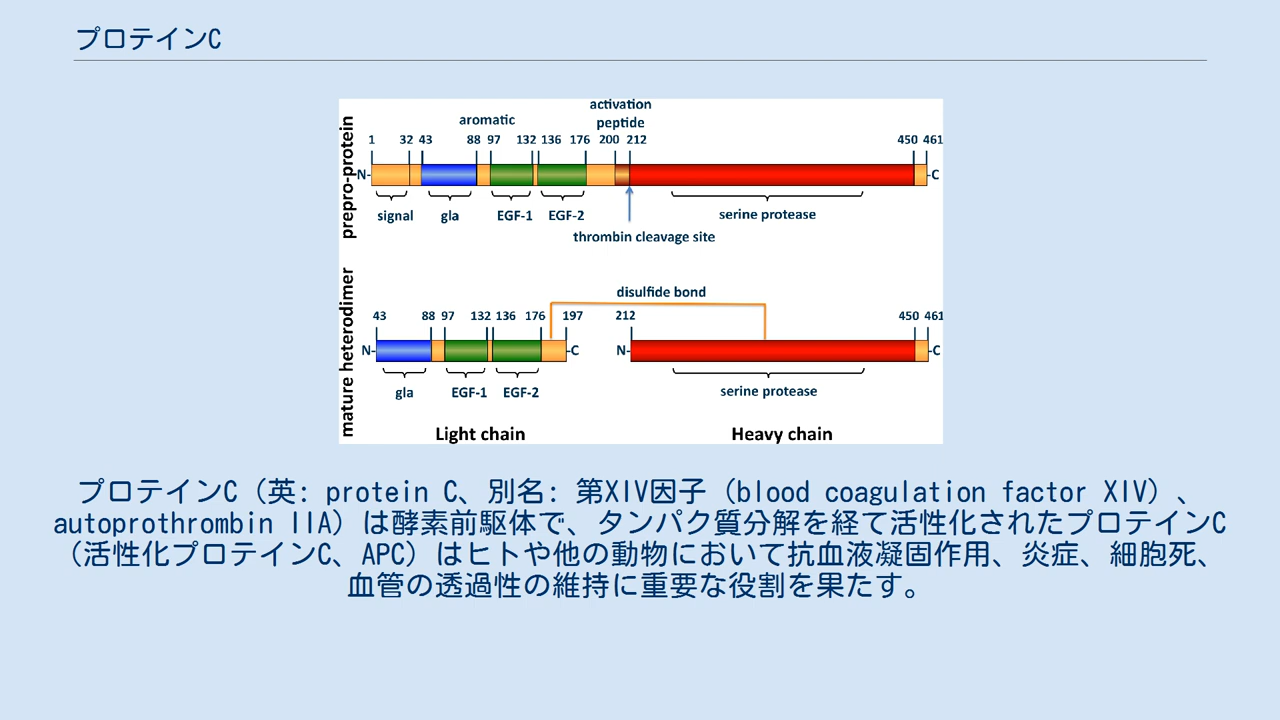 プロテインC
activation
peptide
aromatic
1 32 43 88 97 132 136 176 200 212 450 461
prepro-protein
N- -C
signal gla EGF-1 EGF-2 serine protease
thrombin cleavage site
disulfide bond
43 88 97 132 136 176 197 212 450 461
mature heterodimer
N- -C N- -C
gla EGF-1 EGF-2 serine protease
Light chain Heavy chain
プロテインC（英: protein C、別名: 第XIV因子（blood coagulation factor XIV）、
autoprothrombin IIA）は酵素前駆体で、タンパク質分解を経て活性化されたプロテインC
（活性化プロテインC、APC）はヒトや他の動物において抗血液凝固作用、炎症、細胞死、
血管の透過性の維持に重要な役割を果たす。